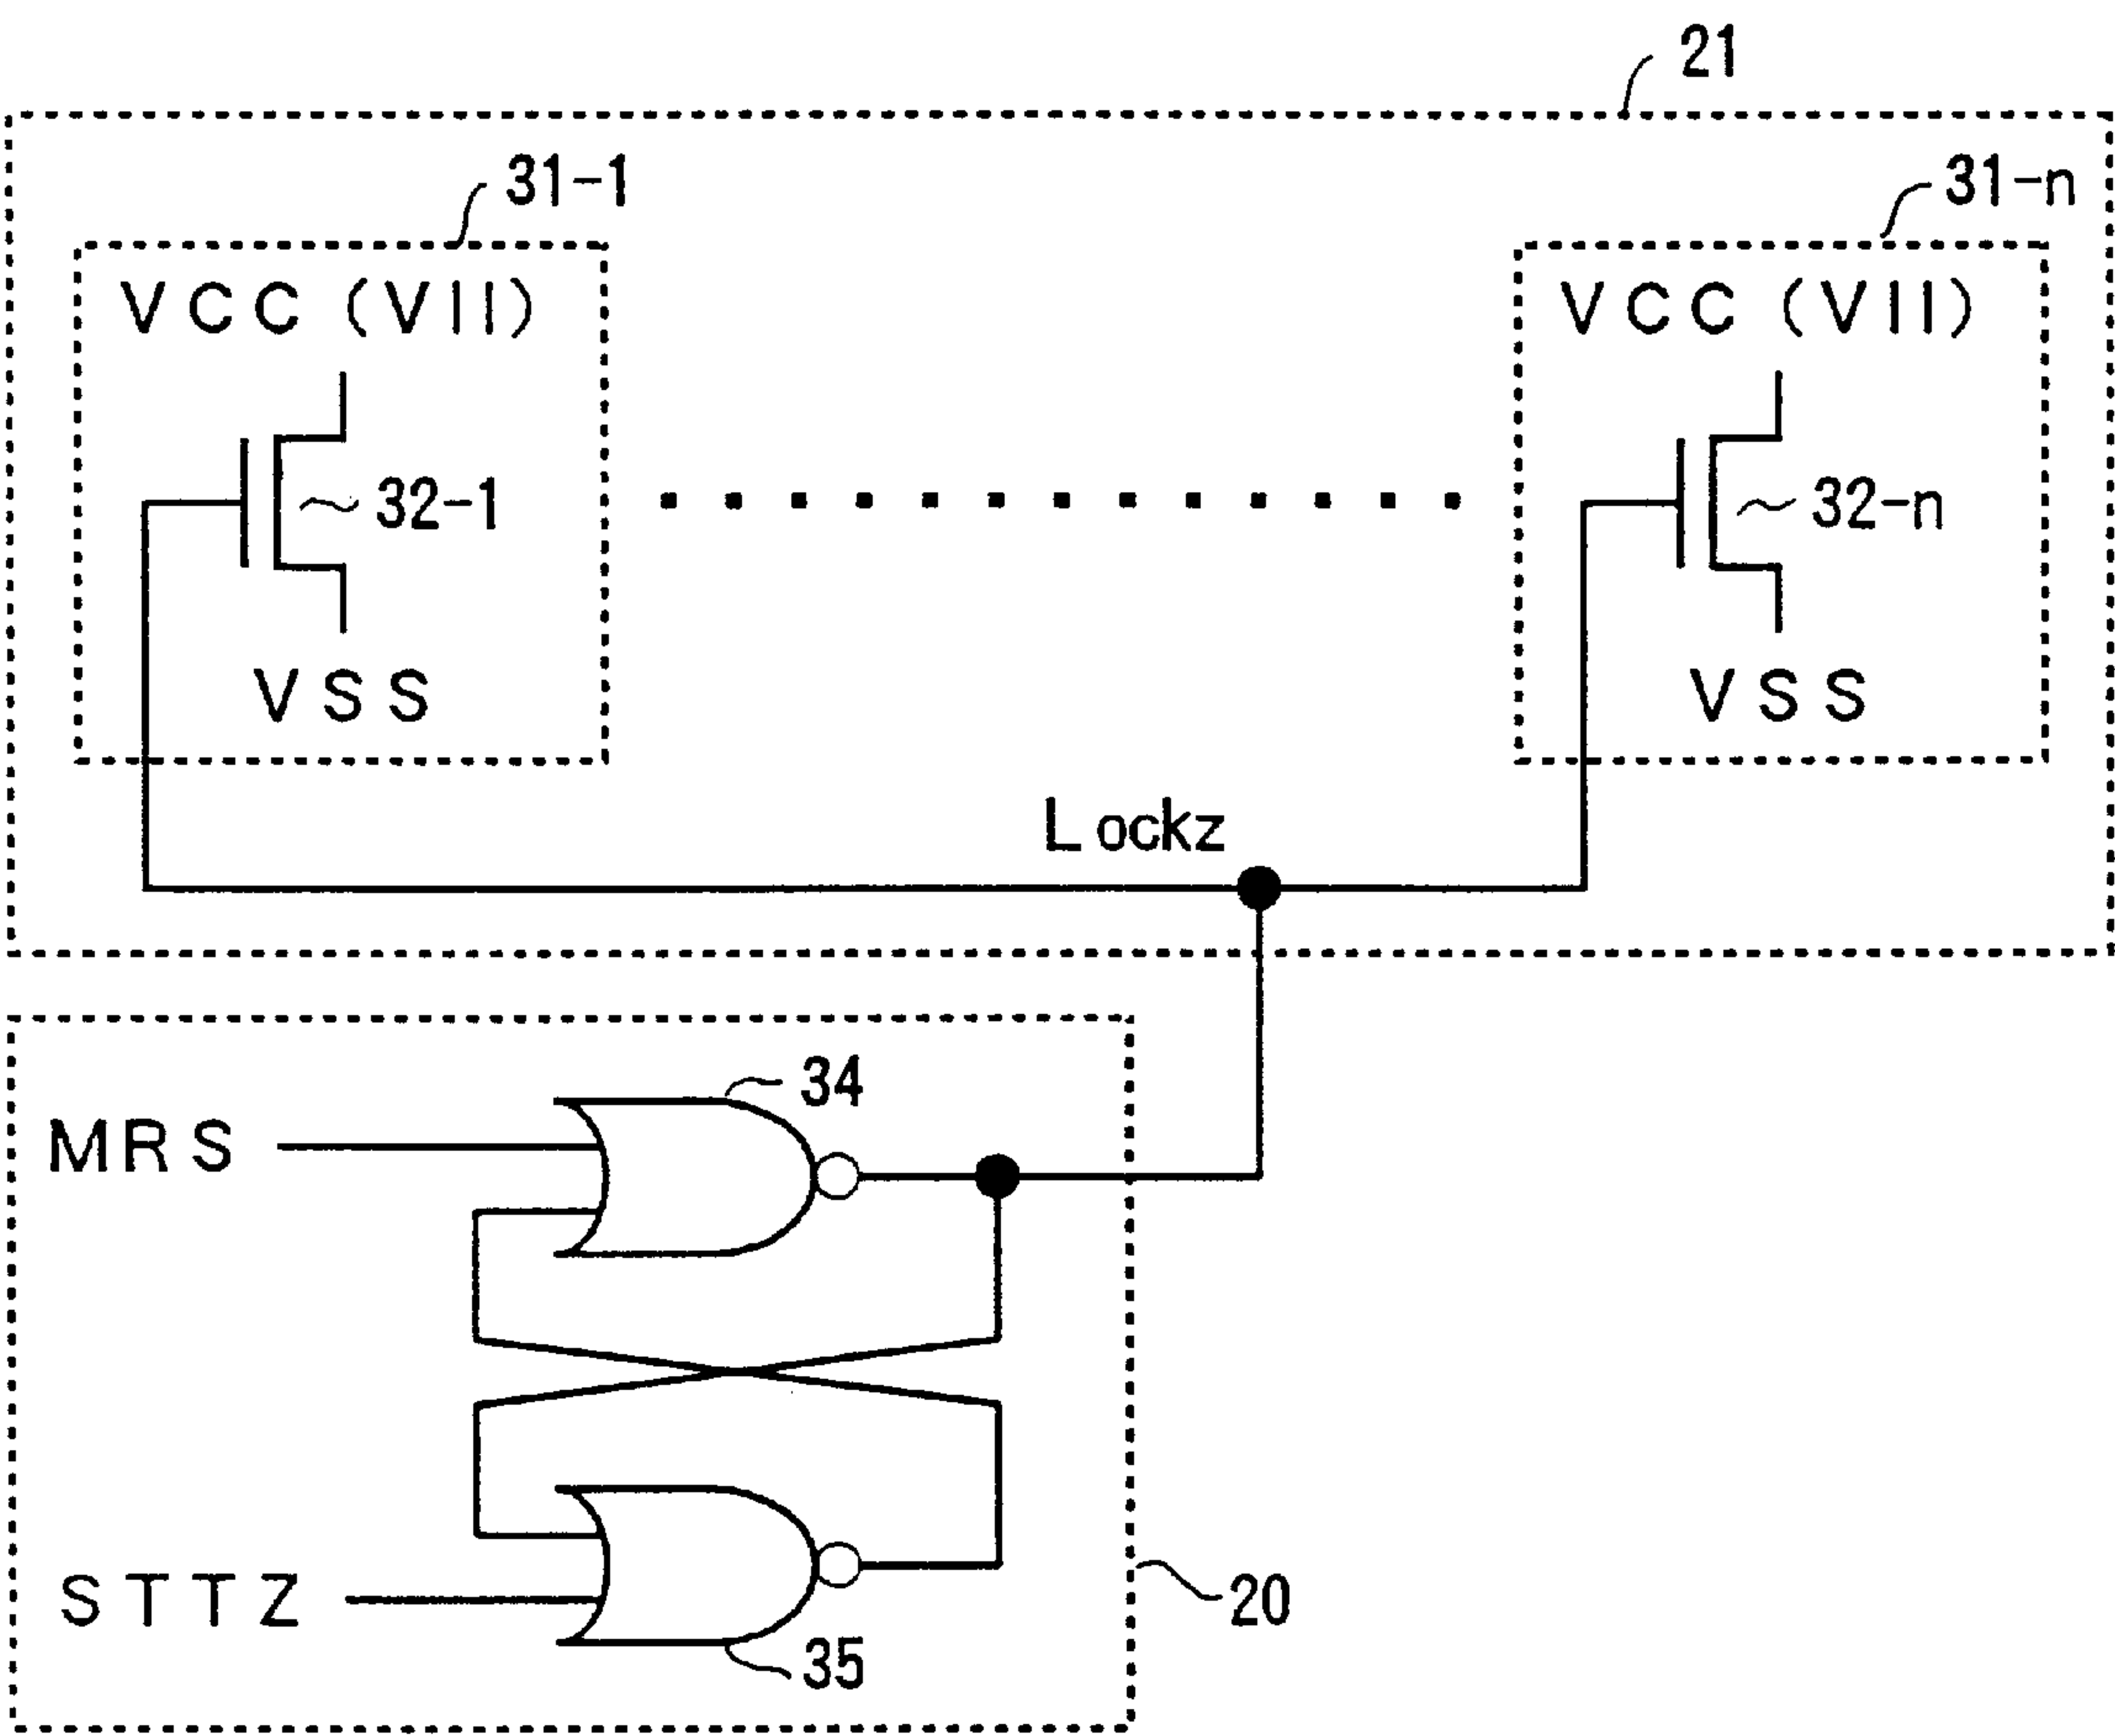 21
31-1
31-n
VCC (VII)
VCC (VII)
32-1
32-n
VSS
VSS
Lockz
34
MRS
STTZ
20
35